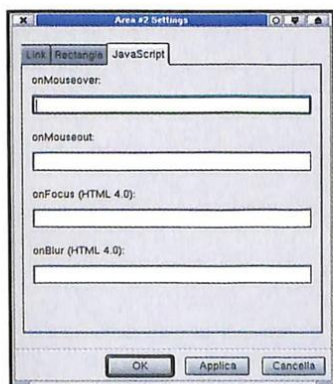 Area #2 Settings
Link Rectangle JavaScript
onMouseover:
onMouseout:
onFocus (HTML 4.0):
onBlur (HTML 4.0):
OK Applica Cancella